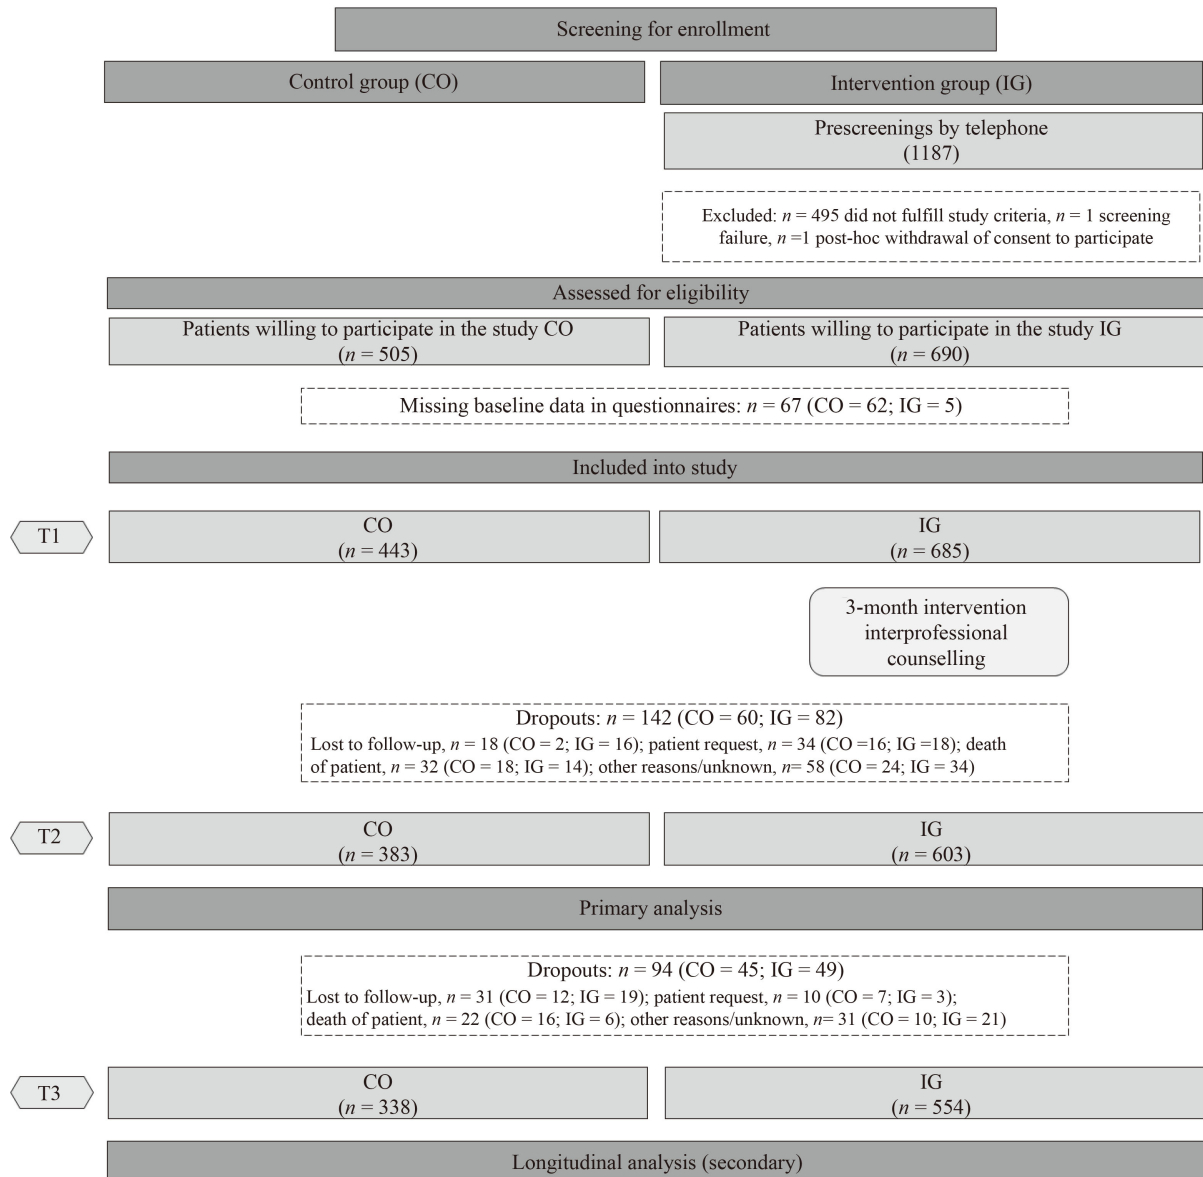 Screening for enrollment
Control group (CO)
Intervention group (IG)
Prescreenings by telephone
(1187)
Excluded: n = 495 did not fulfill study criteria, n = 1 screening
failure, n =1 post-hoc withdrawal of consent to participate
Assessed for eligibility
Patients willing to participate in the study CO
(n = 505)
Patients willing to participate in the study IG
(n = 690)
Missing baseline data in questionnaires: n = 67 (CO = 62; IG = 5)
Included into study
T1
CO
(n = 443)
IG
(n = 685)
3-month intervention
interprofessional
counselling
Dropouts: n = 142 (CO = 60; IG = 82)
Lost to follow-up, n = 18 (CO = 2; IG = 16); patient request, n = 34 (CO =16; IG =18); death
of patient, n = 32 (CO = 18; IG = 14); other reasons/unknown, n= 58 (CO = 24; IG = 34)
T2
CO
(n = 383)
IG
(n = 603)
Primary analysis
Dropouts: n = 94 (CO = 45; IG = 49)
Lost to follow-up, n = 31 (CO = 12; IG = 19); patient request, n = 10 (CO = 7; IG = 3);
death of patient, n = 22 (CO = 16; IG = 6); other reasons/unknown, n= 31 (CO = 10; IG = 21)
T3
CO
(n = 338)
IG
(n = 554)
Longitudinal analysis (secondary)